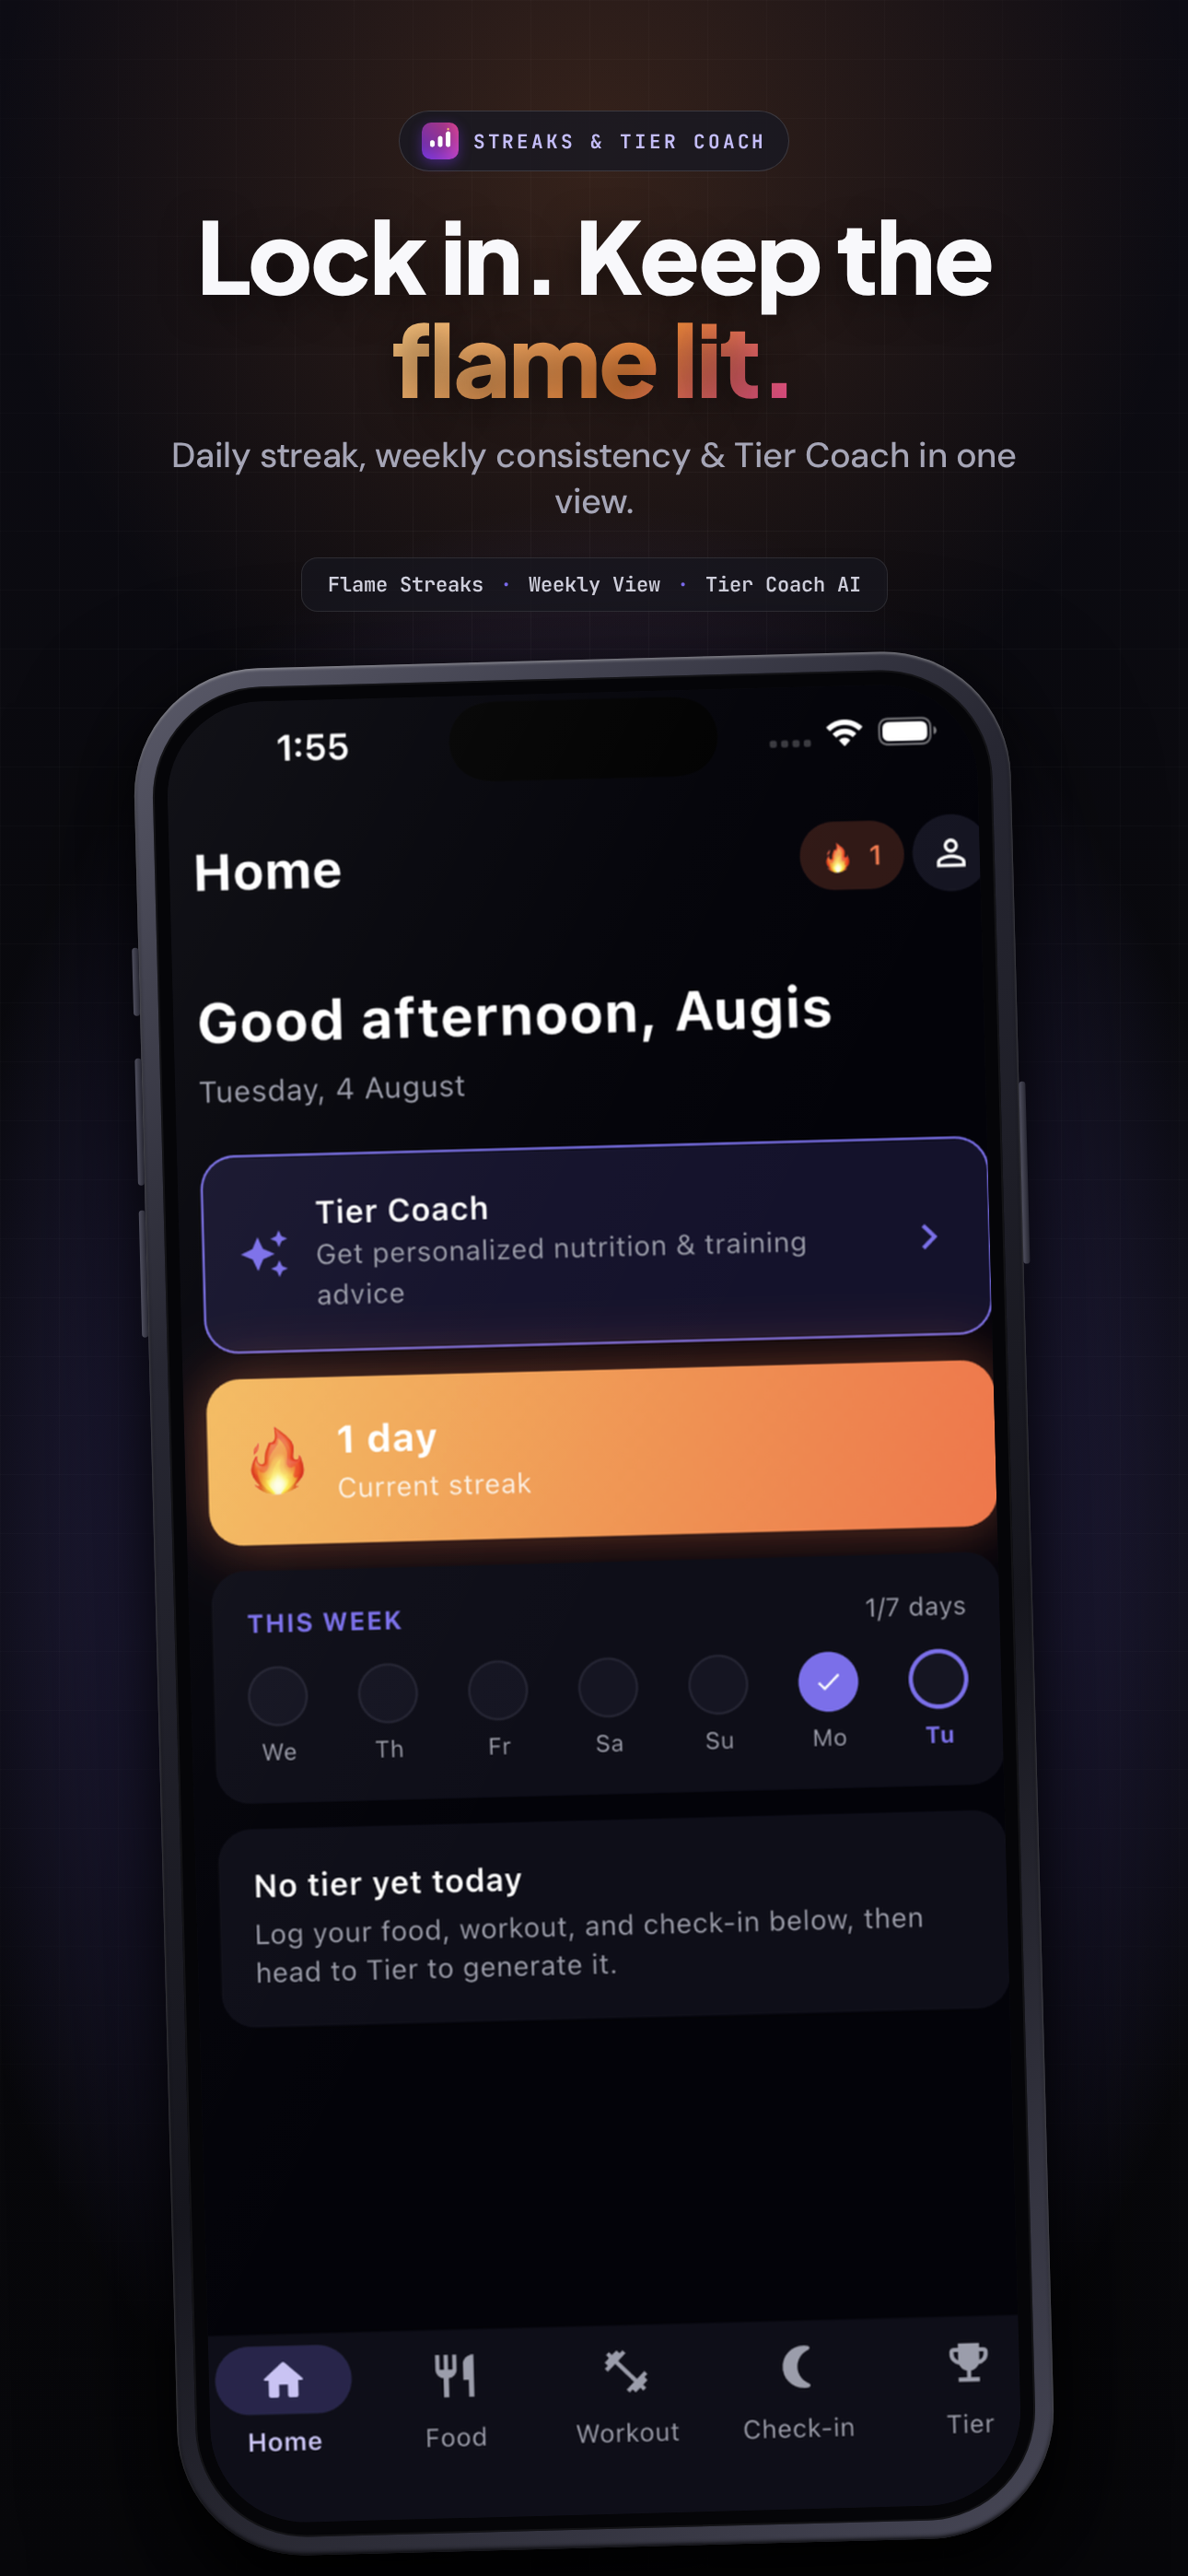 STREAKS & TIER COACH
Lock in. Keep the
flame lit.
Daily streak, weekly consistency & Tier Coach in one
view.
Flame Streaks · Weekly View · Tier Coach AI
1:55
Home
1
Good afternoon, Augis
Tuesday, 4 August
Tier Coach
Get personalized nutrition & training
advice
1 day
Current streak
THIS WEEK
1/7 days
We Th Fr Sa Su Mo Tu
No tier yet today
Log your food, workout, and check-in below, then
head to Tier to generate it.
Home Food Workout Check-in Tier